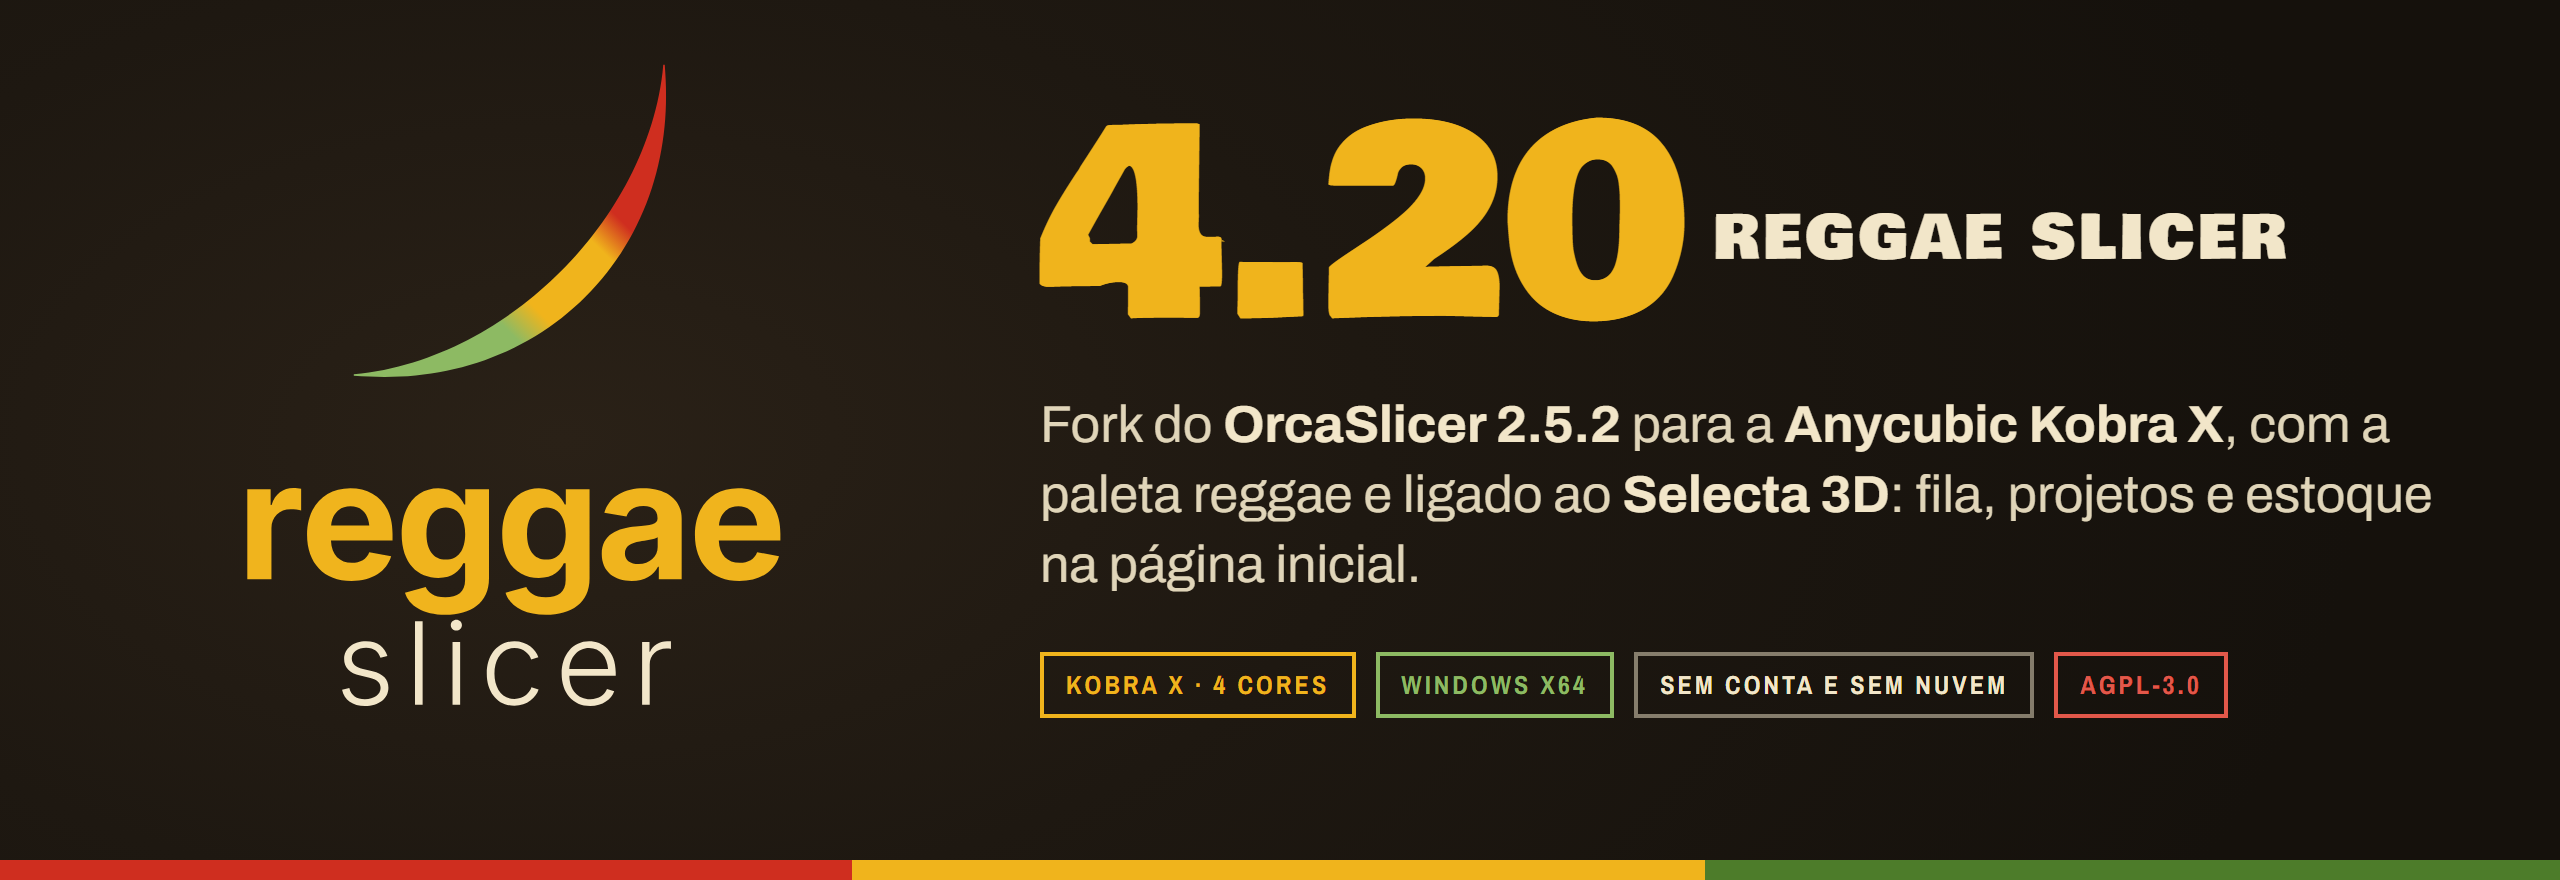 reggae
slicer
4.20 REGGAE SLICER
Fork do OrcaSlicer 2.5.2 para a Anycubic Kobra X, com a
paleta reggae e ligado ao Selecta 3D: fila, projetos e estoque
na página inicial.
KOBRA X · 4 CORES
WINDOWS X64
SEM CONTA E SEM NUVEM
AGPL-3.0